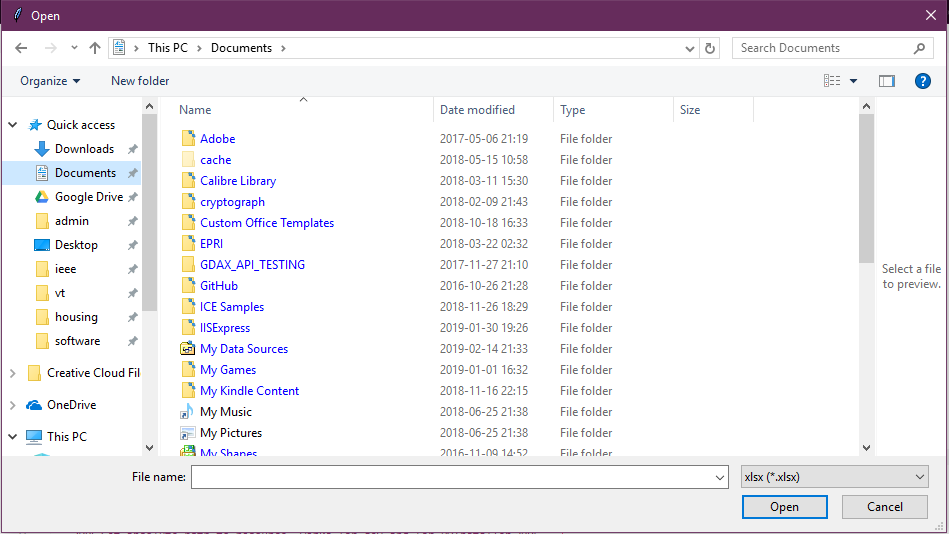 Open
This PC > Documents >
Search Documents
Organize
New folder
Name
Date modified
Type
Size
Quick access
Downloads
Documents
Google Drive
admin
Desktop
ieee
vt
housing
software
Creative Cloud Fil
OneDrive
This PC
Adobe 2017-05-06 21:19 File folder
cache 2018-05-15 10:58 File folder
Calibre Library 2018-03-11 15:30 File folder
cryptograph 2018-02-09 21:43 File folder
Custom Office Templates 2018-10-18 16:33 File folder
EPRI 2018-03-22 02:32 File folder
GDAX_API_TESTING 2017-11-27 21:10 File folder
GitHub 2016-10-26 21:28 File folder
ICE Samples 2018-11-26 18:29 File folder
IISExpress 2019-01-30 19:26 File folder
My Data Sources 2019-02-14 21:33 File folder
My Games 2019-01-01 16:32 File folder
My Kindle Content 2018-11-16 22:15 File folder
My Music 2018-06-25 21:38 File folder
My Pictures 2018-06-25 21:38 File folder
My Shapes 2016-11-09 14:52 File folder
Select a file
to preview.
File name:
xlsx (*.xlsx)
Open
Cancel